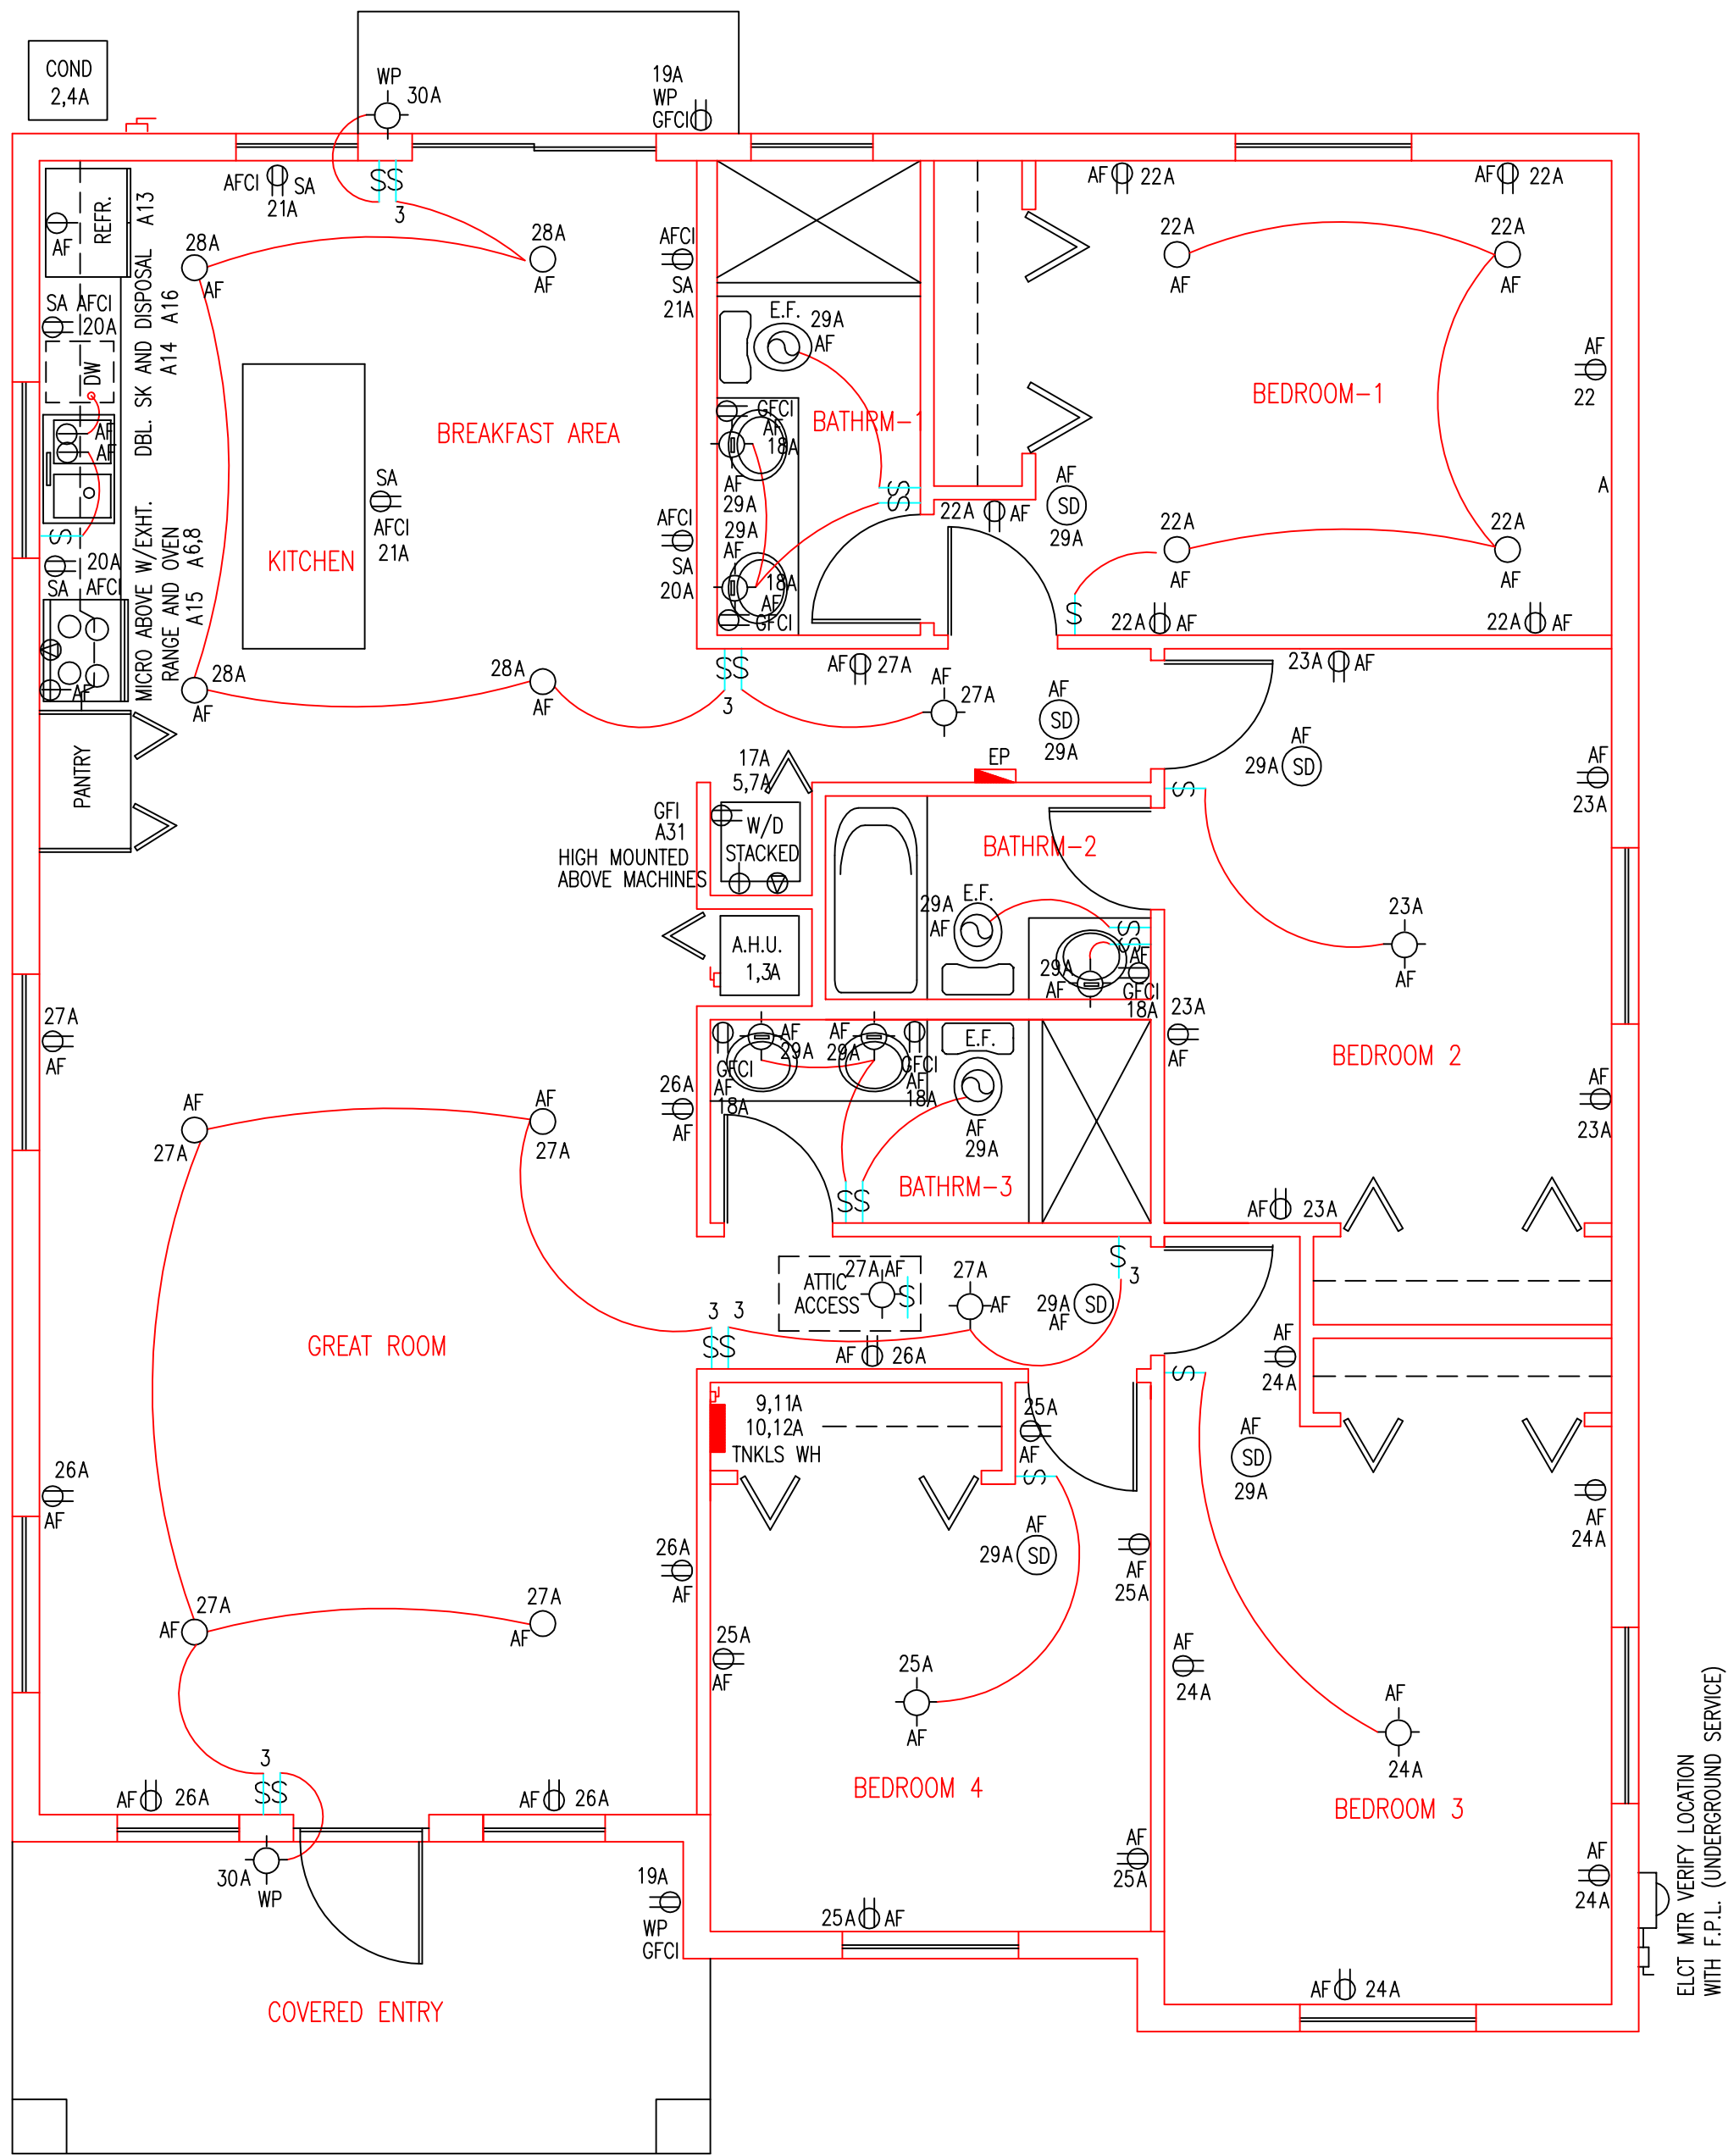 COND
2,4A
WP
30A
19A
WP
GFCI
AFCI
SA
21A
SS
3
REFR.
AF
A13
DBL. SK AND DISPOSAL
A14 A16
MICRO ABOVE W/EXHT.
RANGE AND OVEN
A15 A6,8
28A
AF
28A
AF
SA AFCI
20A
DW
AF
AF
S
20A
SA AFCI
AF
BREAKFAST AREA
KITCHEN
SA
AFCI
21A
AFCI
SA
21A
AFCI
SA
20A
28A
AF
28A
AF
PANTRY
E.F.
29A
AF
GFCI
AF
18A
BATHRM-1
AF
29A
29A
AF
18A
AF
GFCI
SS
SS
3
AF
22A
AF
22A
22A
AF
22A
AF
AF
22
A
BEDROOM-1
AF
SD
29A
22A
AF
22A
AF
22A
AF
S
22A
AF
22A
AF
AF
27A
27A
AF
SD
29A
23A
AF
AF
29A
SD
AF
23A
17A
5,7A
EP
S
GFI
A31
HIGH MOUNTED
ABOVE MACHINES
W/D
STACKED
BATHRM-2
E.F.
29A
AF
S
S
29A
AF
AF
GFCI
18A
A.H.U.
1,3A
23A
AF
23A
AF
BEDROOM 2
AF
23A
27A
AF
AF
29A
AF
29A
E.F.
GFCI
AF
18A
GFCI
AF
18A
AF
29A
BATHRM-3
SS
26A
AF
AF
27A
AF
27A
AF
23A
ATTIC
ACCESS
27A
AF
S
27A
AF
29A
AF
SD
S
3
3
3
SS
GREAT ROOM
AF
26A
AF
24A
S
9,11A
10,12A
TNKLS WH
25A
AF
S
AF
SD
29A
26A
AF
AF
24A
AF
29A
SD
26A
AF
AF
25A
27A
AF
27A
AF
25A
AF
25A
AF
AF
24A
AF
24A
BEDROOM 4
BEDROOM 3
3
SS
AF
26A
AF
26A
30A
WP
19A
WP
GFCI
AF
25A
25A
AF
AF
24A
AF
24A
COVERED ENTRY
ELCT MTR VERIFY LOCATION
WITH F.P.L. (UNDERGROUND SERVICE)